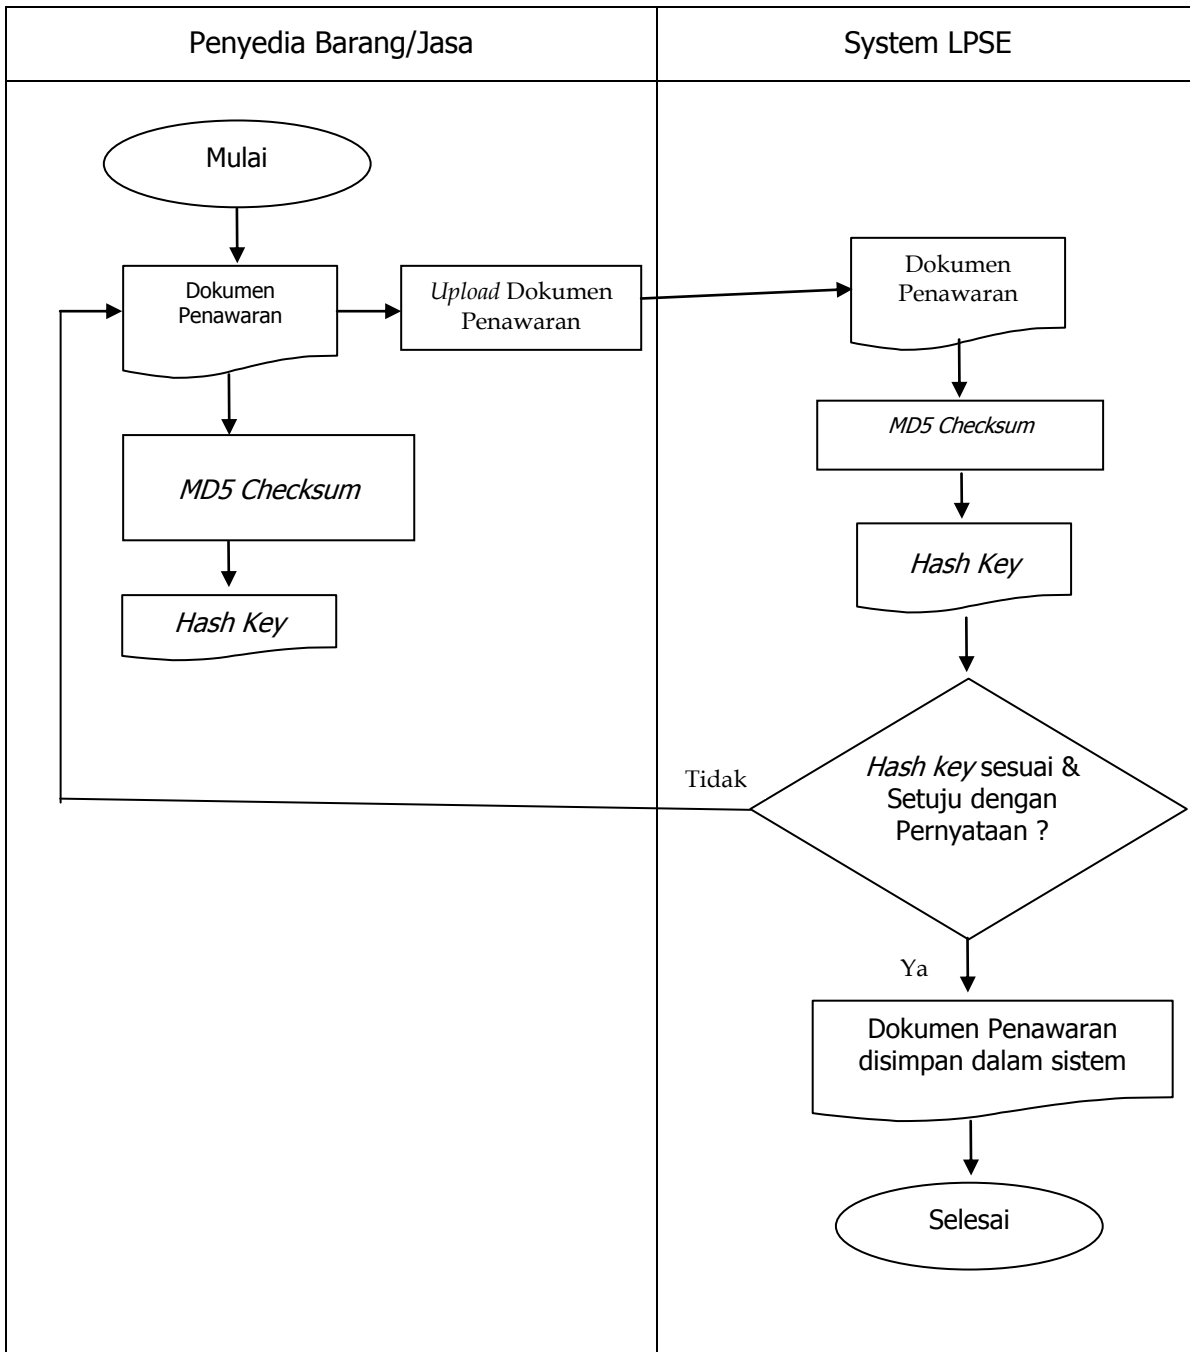 Penyedia Barang/Jasa
System LPSE
Mulai
Dokumen
Penawaran
Upload Dokumen
Penawaran
MD5 Checksum
Hash Key
Dokumen
Penawaran
MD5 Checksum
Hash Key
Hash key sesuai &
Setuju dengan
Pernyataan ?
Tidak
Ya
Dokumen Penawaran
disimpan dalam sistem
Selesai